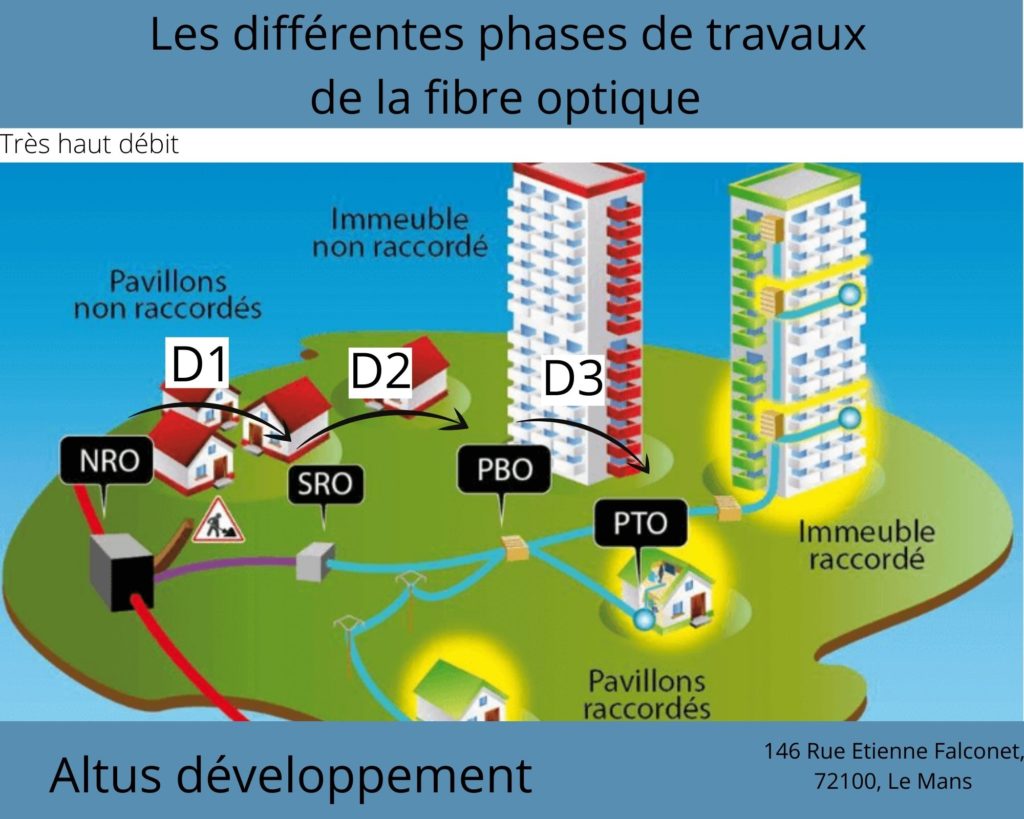 Les différentes phases de travaux
de la fibre optique
Très haut débit
Immeuble
non raccordé
Pavillons
non raccordés
D1
D2
D3
NRO
SRO
PBO
PTO
Immeuble
raccordé
Pavillons
raccordés
Altus développement
146 Rue Etienne Falconet,
72100, Le Mans